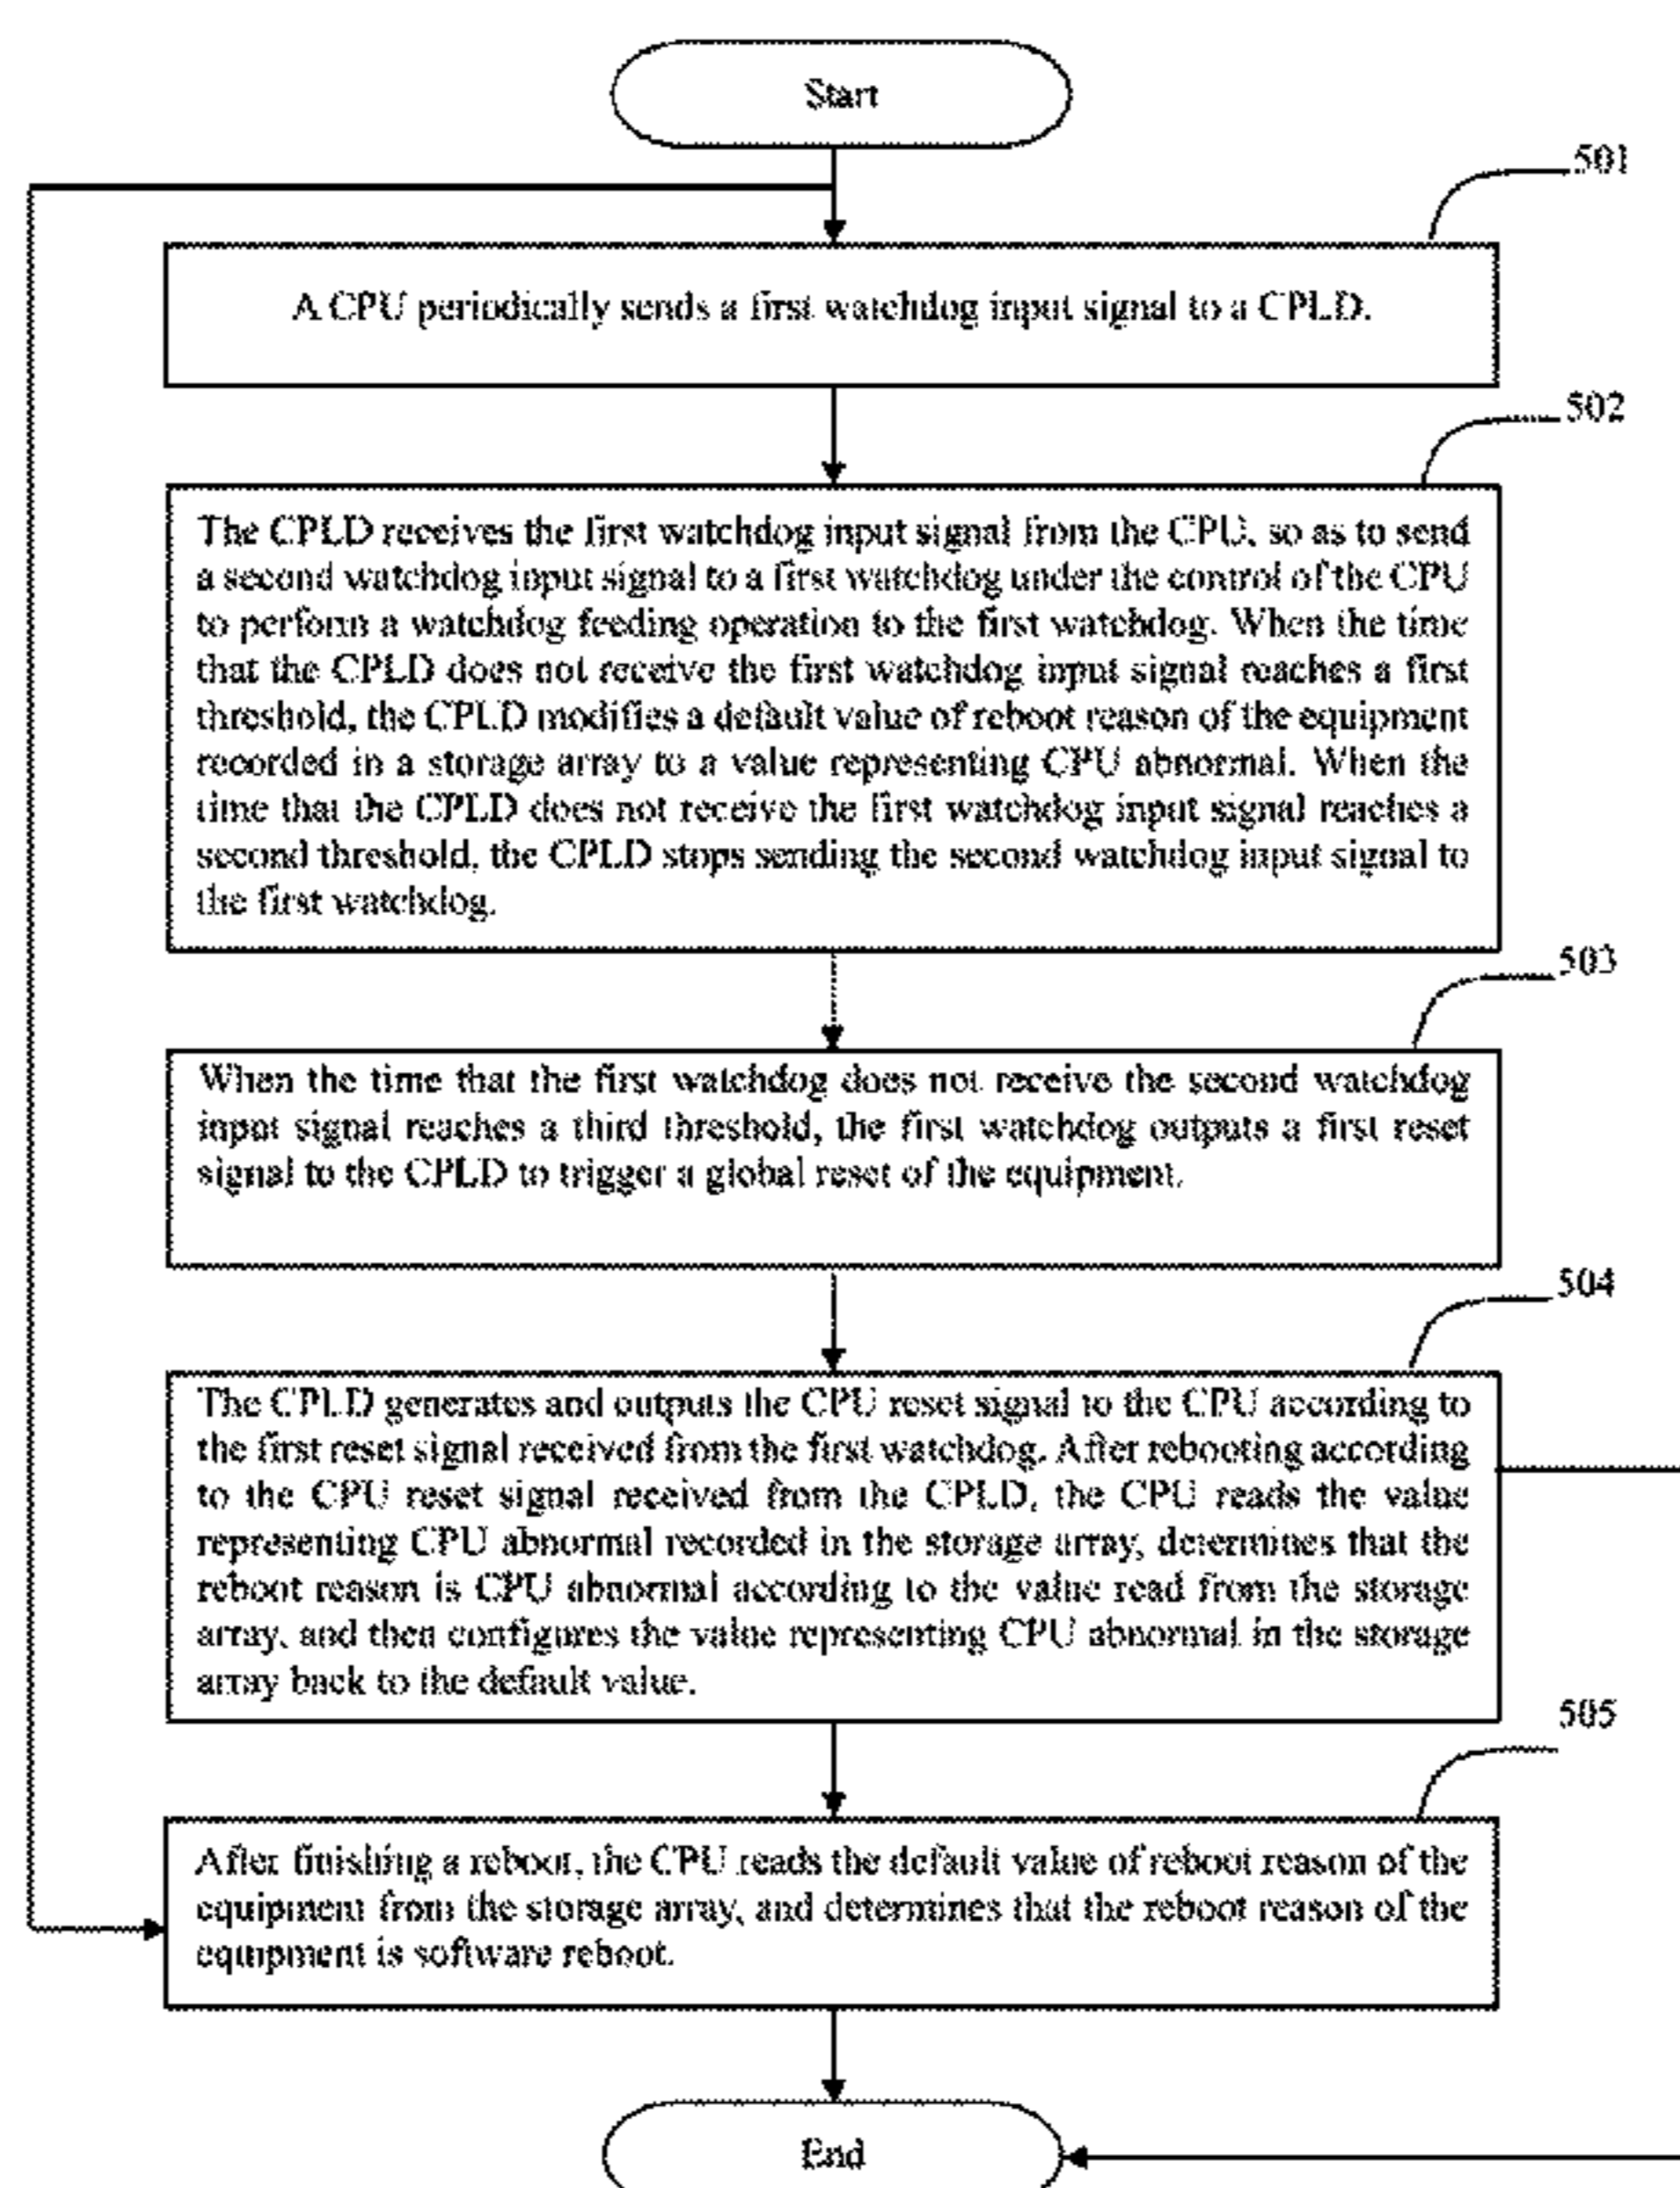 Start
501
A CPU periodically sends a first watchdog input signal to a CPLD.
502
The CPLD receives the first watchdog input signal from the CPU, so as to send
a second watchdog input signal to a first watchdog under the control of the CPU
to perform a watchdog feeding operation to the first watchdog. When the time
that the CPLD does not receive the first watchdog input signal reaches a first
threshold, the CPLD modifies a default value of reboot reason of the equipment
recorded in a storage array to a value representing CPU abnormal. When the
time that the CPLD does not receive the first watchdog input signal reaches a
second threshold, the CPLD stops sending the second watchdog input signal to
the first watchdog.
503
When the time that the first watchdog does not receive the second watchdog
input signal reaches a third threshold, the first watchdog outputs a first reset
signal to the CPLD to trigger a global reset of the equipment.
504
The CPLD generates and outputs the CPU reset signal to the CPU according to
the first reset signal received from the first watchdog. After rebooting according
to the CPU reset signal received from the CPLD, the CPU reads the value
representing CPU abnormal recorded in the storage array, determines that the
reboot reason is CPU abnormal according to the value read from the storage
array, and then configures the value representing CPU abnormal in the storage
array back to the default value.
505
After finishing a reboot, the CPU reads the default value of reboot reason of the
equipment from the storage array, and determines that the reboot reason of the
equipment is software reboot.
End